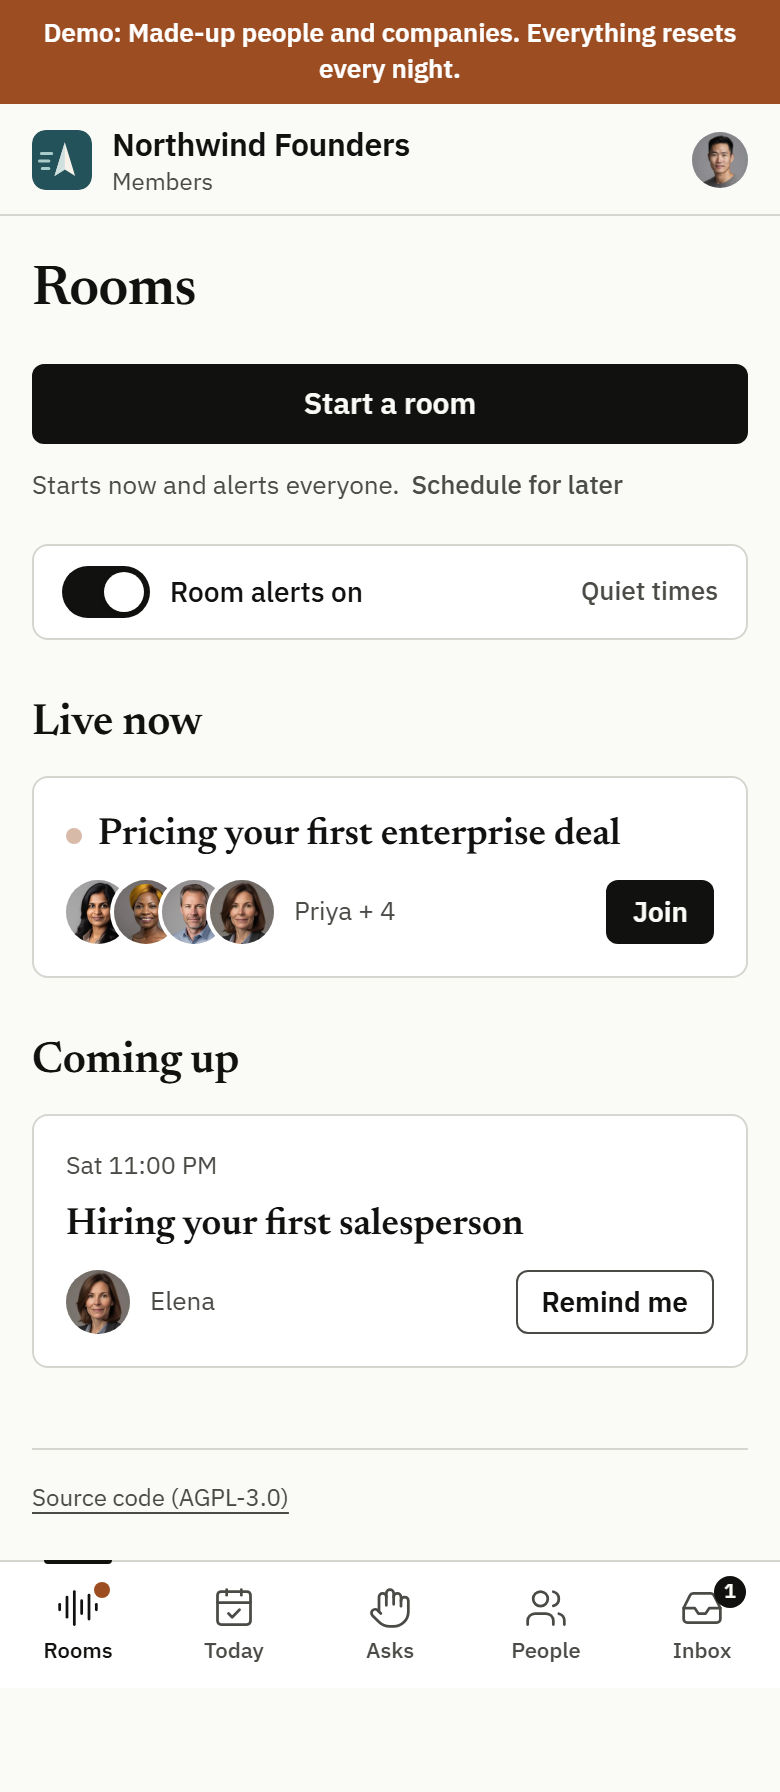 Demo: Made-up people and companies. Everything resets
every night.
Northwind Founders
Members
Rooms
Start a room
Starts now and alerts everyone. Schedule for later
Room alerts on
Quiet times
Live now
Pricing your first enterprise deal
Priya + 4
Join
Coming up
Sat 11:00 PM
Hiring your first salesperson
Elena
Remind me
Source code (AGPL-3.0)
1
Rooms
Today
Asks
People
Inbox